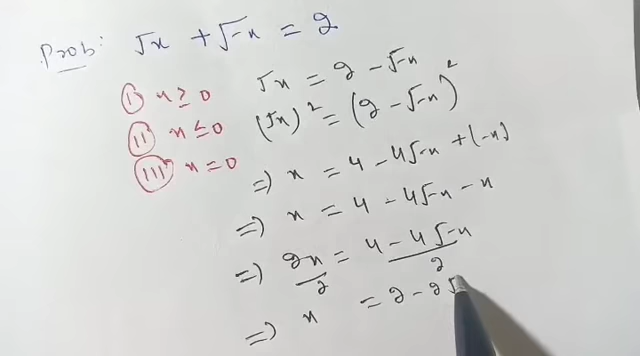 Prob: √x + √-x = 2
√x = 2 - √-x
(I) x ≥ 0
(√x)² = (2 - √-x)²
(II) x ≤ 0
(III) x = 0
=> x = 4 - 4√-x + (-x)
=> x = 4 - 4√-x - x
=> 2x/2 = (4 - 4√-x)/2
=> x = 2 - 2√